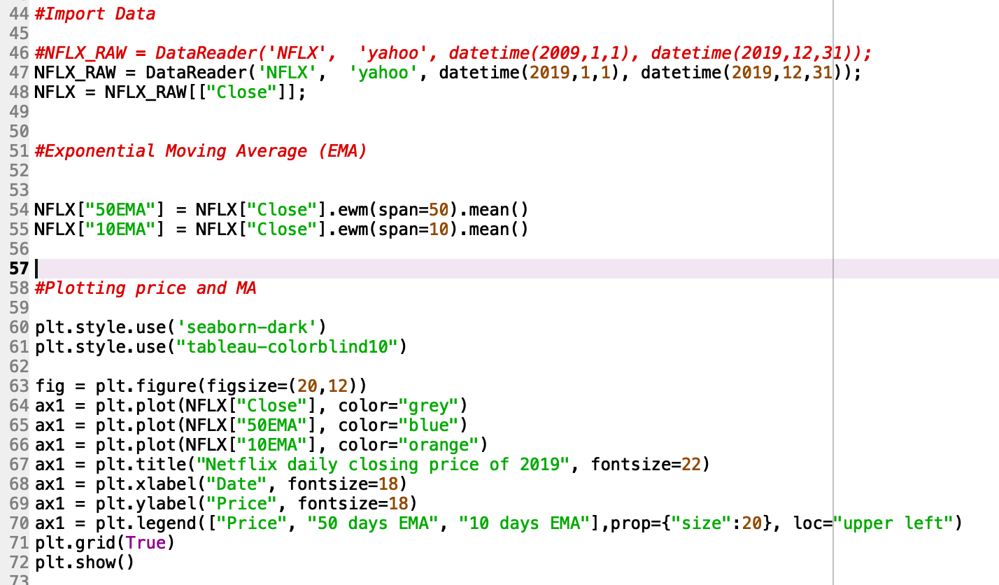 44 #Import Data
45
46 #NFLX_RAW = DataReader('NFLX',  'yahoo', datetime(2009,1,1), datetime(2019,12,31));
47 NFLX_RAW = DataReader('NFLX',  'yahoo', datetime(2019,1,1), datetime(2019,12,31));
48 NFLX = NFLX_RAW[["Close"]];
49
50
51 #Exponential Moving Average (EMA)
52
53
54 NFLX["50EMA"] = NFLX["Close"].ewm(span=50).mean()
55 NFLX["10EMA"] = NFLX["Close"].ewm(span=10).mean()
56
57
58 #Plotting price and MA
59
60 plt.style.use('seaborn-dark')
61 plt.style.use("tableau-colorblind10")
62
63 fig = plt.figure(figsize=(20,12))
64 ax1 = plt.plot(NFLX["Close"], color="grey")
65 ax1 = plt.plot(NFLX["50EMA"], color="blue")
66 ax1 = plt.plot(NFLX["10EMA"], color="orange")
67 ax1 = plt.title("Netflix daily closing price of 2019", fontsize=22)
68 ax1 = plt.xlabel("Date", fontsize=18)
69 ax1 = plt.ylabel("Price", fontsize=18)
70 ax1 = plt.legend(["Price", "50 days EMA", "10 days EMA"],prop={"size":20}, loc="upper left")
71 plt.grid(True)
72 plt.show()
73